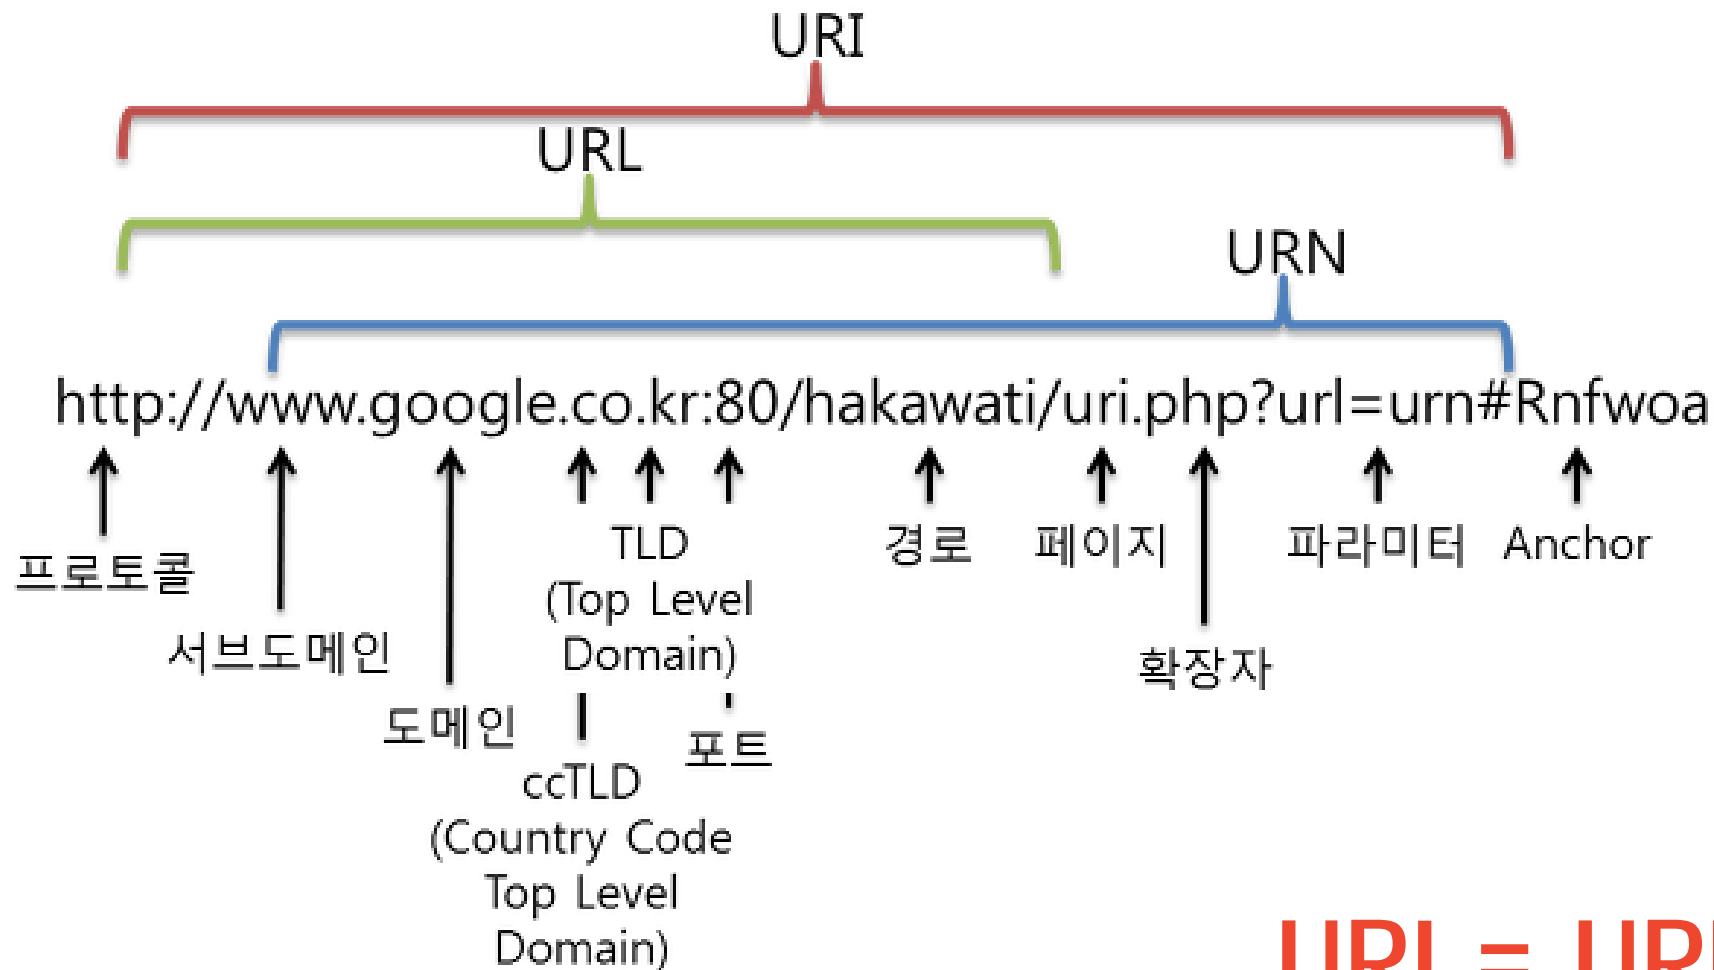 URI
URL
URN
http://www.google.co.kr:80/hakawati/uri.php?url=urn#Rnfwoa
프로토콜
서브도메인
도메인
TLD
(Top Level
Domain)
ccTLD
(Country Code
Top Level
Domain)
포트
경로
페이지
확장자
파라미터
Anchor